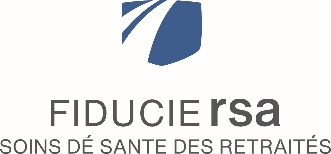 FIDUCIE rsa
SOINS DÉ SANTE DES RETRAITÉS